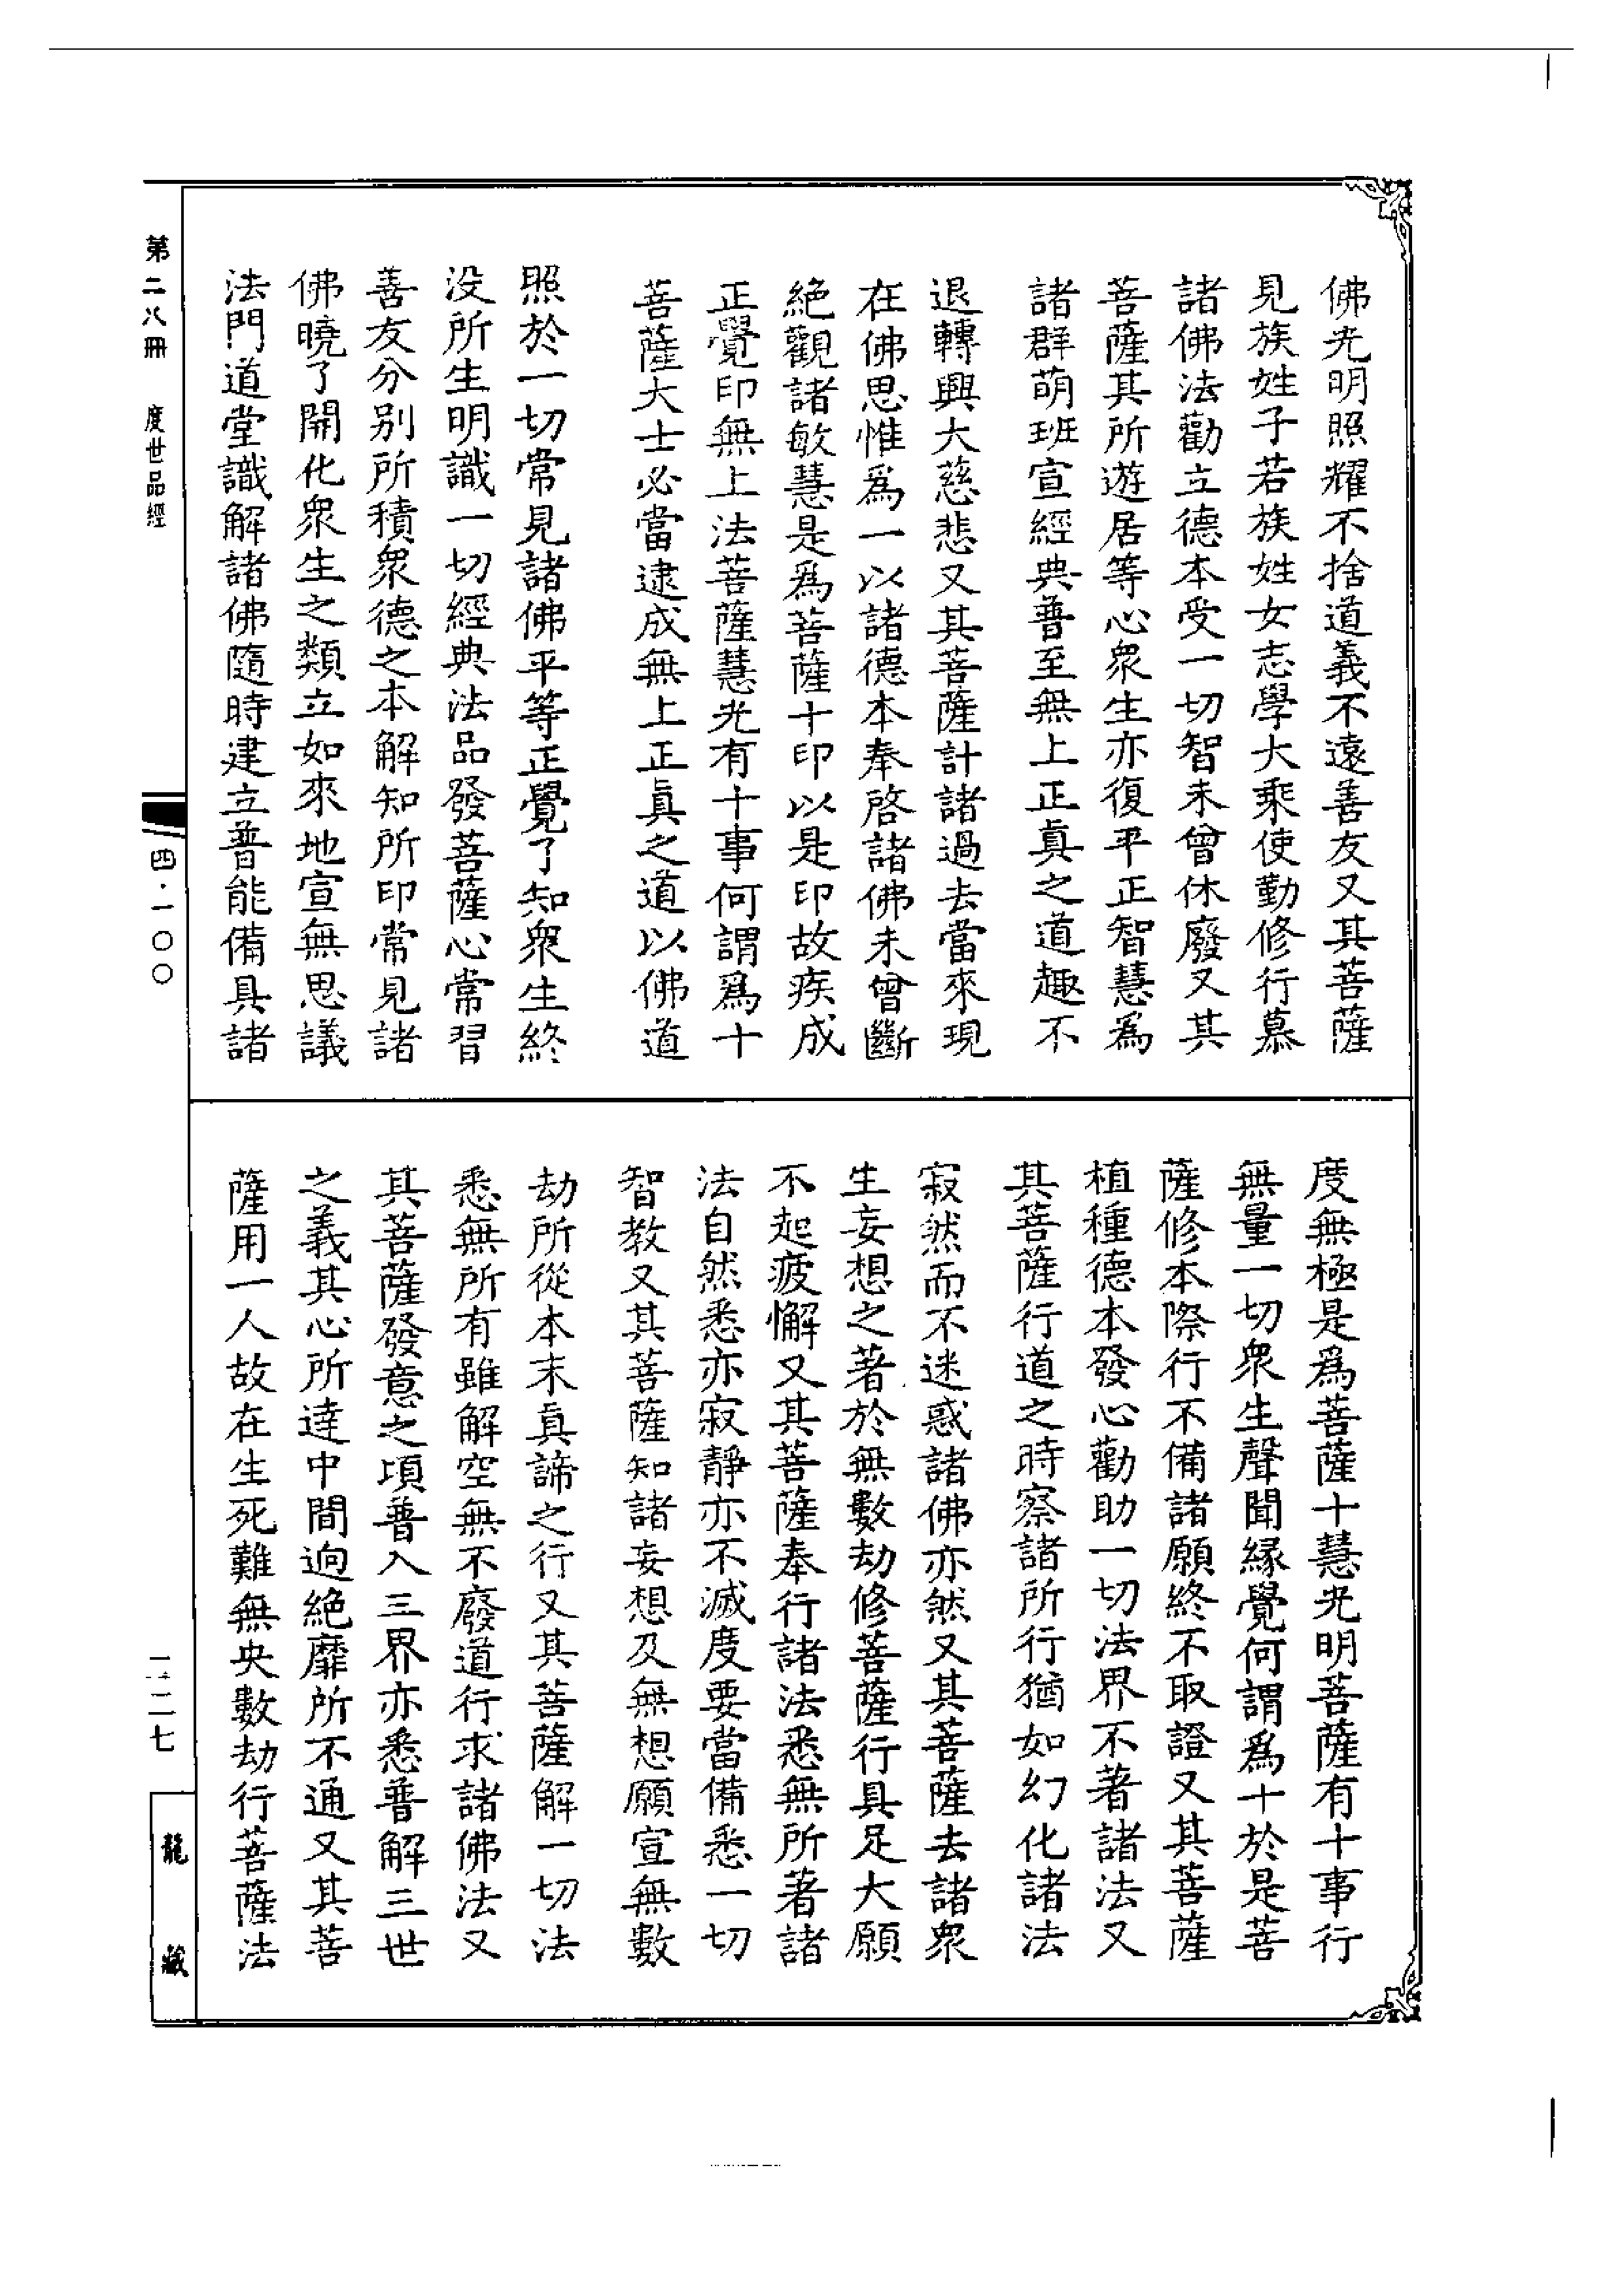 佛光明照耀不捨道義不遠善友又其菩薩
見族姓子若族姓女志學大乘使勤修行慕
諸佛法勸立德本受一切智未曾休廢又其
菩薩其所遊居等心衆生亦復平正智慧爲
諸群萌班宣經典普至無上正真之道趣不
退轉興大慈悲又其菩薩計諸過去當來現
在佛思惟爲一以諸德本奉啓諸佛未曾斷
絕觀諸敏慧是爲菩薩十印以是印故疾成
正覺印無上法菩薩慧光有十事何謂爲十
菩薩大士必當逮成無上正真之道以佛道
照於一切常見諸佛平等正覺了知衆生終
没所生明識一切經典法品發菩薩心常習
善友分別所積衆德之本解知所印常見諸
佛曉了開化衆生之類立如來地宣無思議
法門道堂識解諸佛隨時建立普能備具諸
度無極是爲菩薩十慧光明菩薩有十事行
無量一切衆生聲聞緣覺何謂爲十於是菩
薩修本際行不備諸願終不取證又其菩薩
植種德本發心勸助一切法界不著諸法又
其菩薩行道之時察諸所行猶如幻化諸法
寂然而不迷惑諸佛亦然又其菩薩去諸衆
生妄想之著於無數劫修菩薩行具足大願
不起疲懈又其菩薩奉行諸法悉無所著諸
法自然悉亦寂靜亦不滅度要當備悉一切
智教又其菩薩知諸妄想及無想願宣無數
劫所從本末真諦之行又其菩薩解一切法
悉無所有雖解空無不廢道行求諸佛法又
其菩薩發意之頃普入三界亦悉普解三世
之義其心所達中間迥絕靡所不通又其菩
薩用一人故在生死難無央數劫行菩薩法
第二八冊 度世品經
四·一〇〇
一二七
龍藏